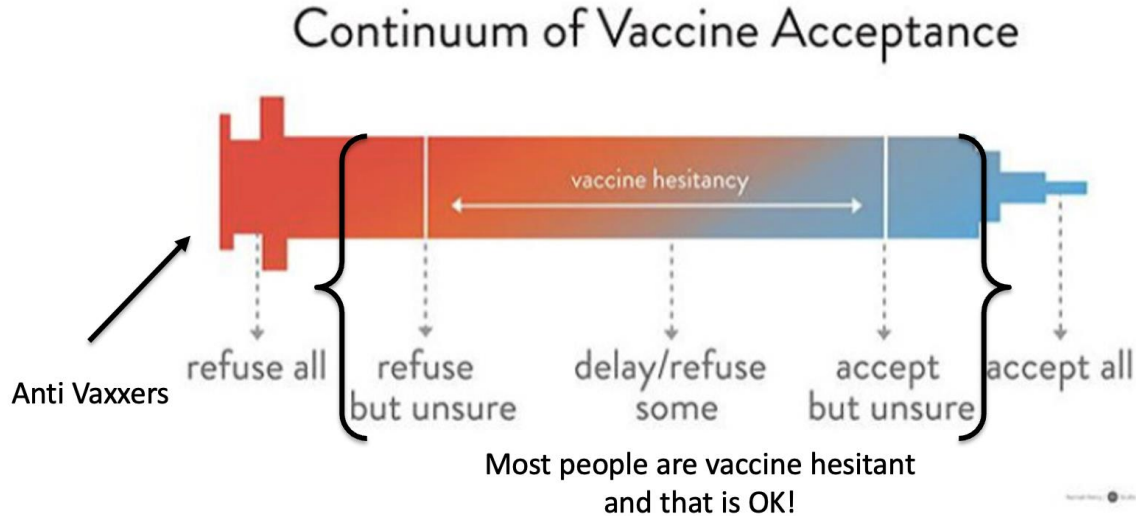 Continuum of Vaccine Acceptance
vaccine hesitancy
Anti Vaxxers
refuse all
refuse
but unsure
delay/refuse
some
accept
but unsure
accept all
Most people are vaccine hesitant
and that is OK!